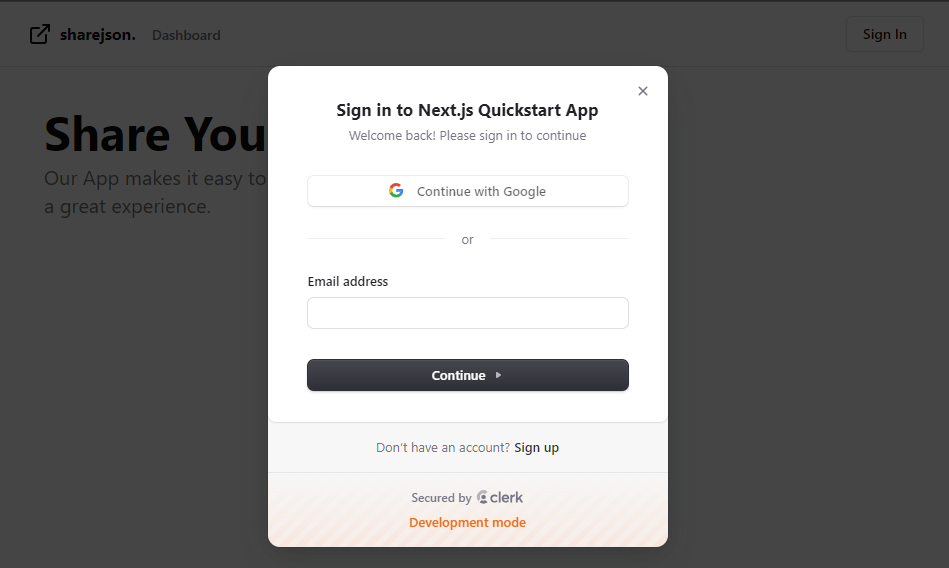 sharejson. Dashboard Sign In
Share You
Our App makes it easy to
a great experience.
Sign in to Next.js Quickstart App
Welcome back! Please sign in to continue
Continue with Google
or
Email address
Continue
Don't have an account? Sign up
Secured by clerk
Development mode